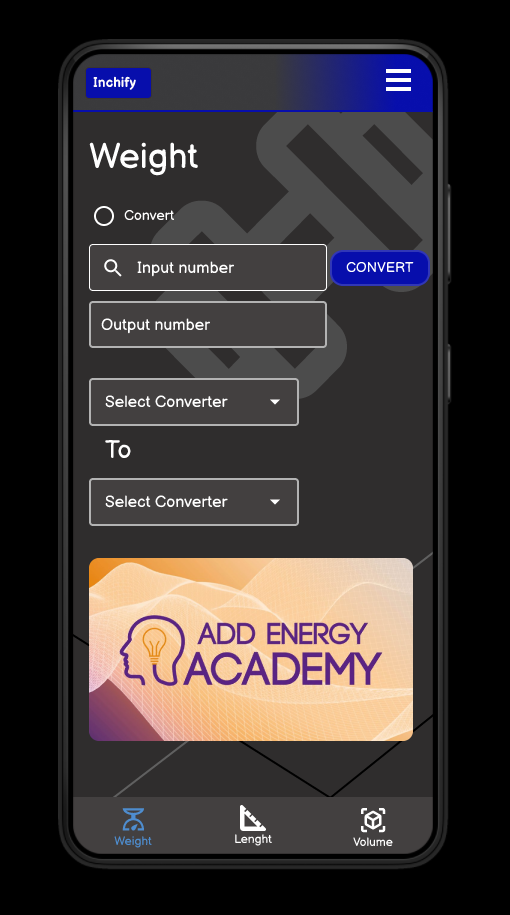 Inchify
Weight
Convert
Input number
CONVERT
Output number
Select Converter
To
Select Converter
ADD ENERGY
ACADEMY
Weight
Lenght
Volume